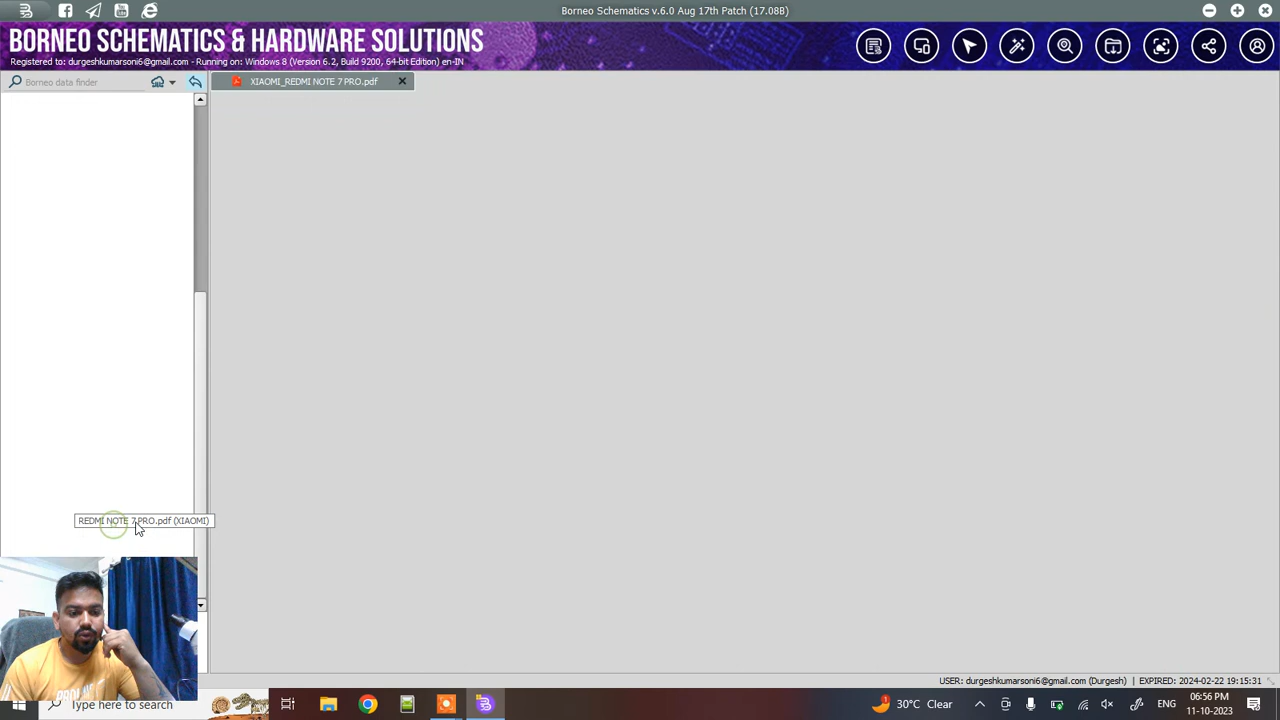 Borneo Schematics v.6.0 Aug 17th Patch (17.08B)
BORNEO SCHEMATICS & HARDWARE SOLUTIONS
Registered to: durgeshkumarsoni6@gmail.com - Running on: Windows 8 (Version 6.2, Build 9200, 64-bit Edition) en-IN
Borneo data finder
XIAOMI_REDMI NOTE 7 PRO.pdf
REDMI NOTE 7 PRO.pdf (XIAOMI)
USER: durgeshkumarsoni6@gmail.com (Durgesh) | EXPIRED: 2024-02-22 19:15:31
Type here to search
30°C Clear
ENG
06:56 PM
11-10-2023